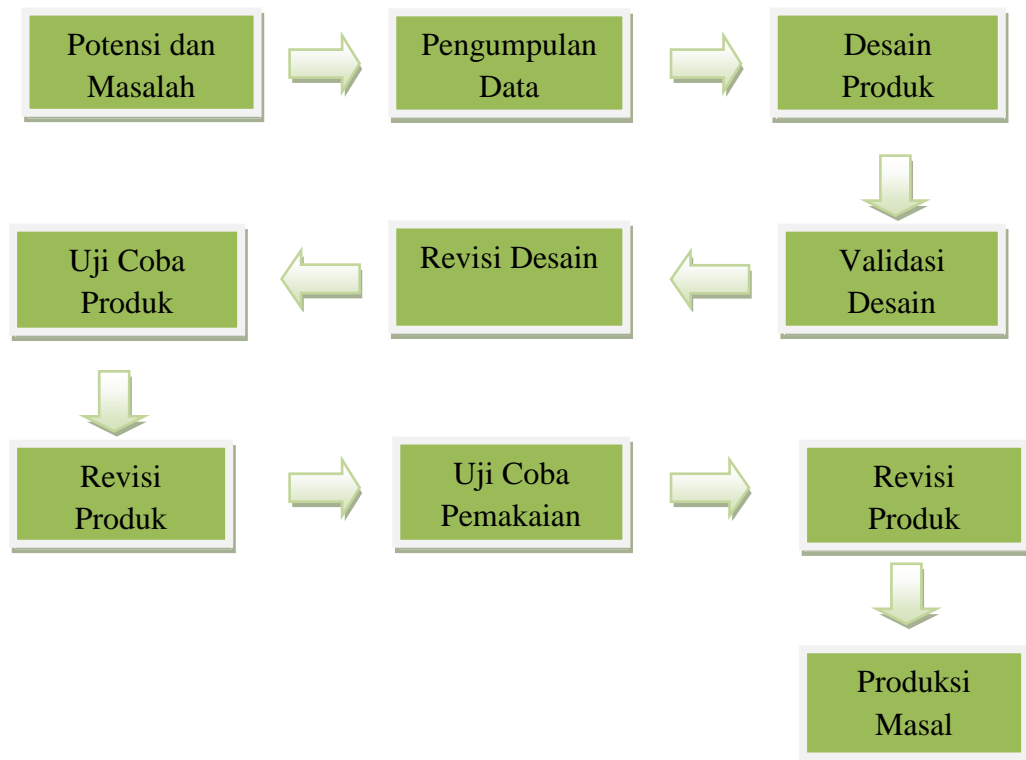 Potensi dan
Masalah
Pengumpulan
Data
Desain
Produk
Validasi
Desain
Revisi Desain
Uji Coba
Produk
Revisi
Produk
Uji Coba
Pemakaian
Revisi
Produk
Produksi
Masal